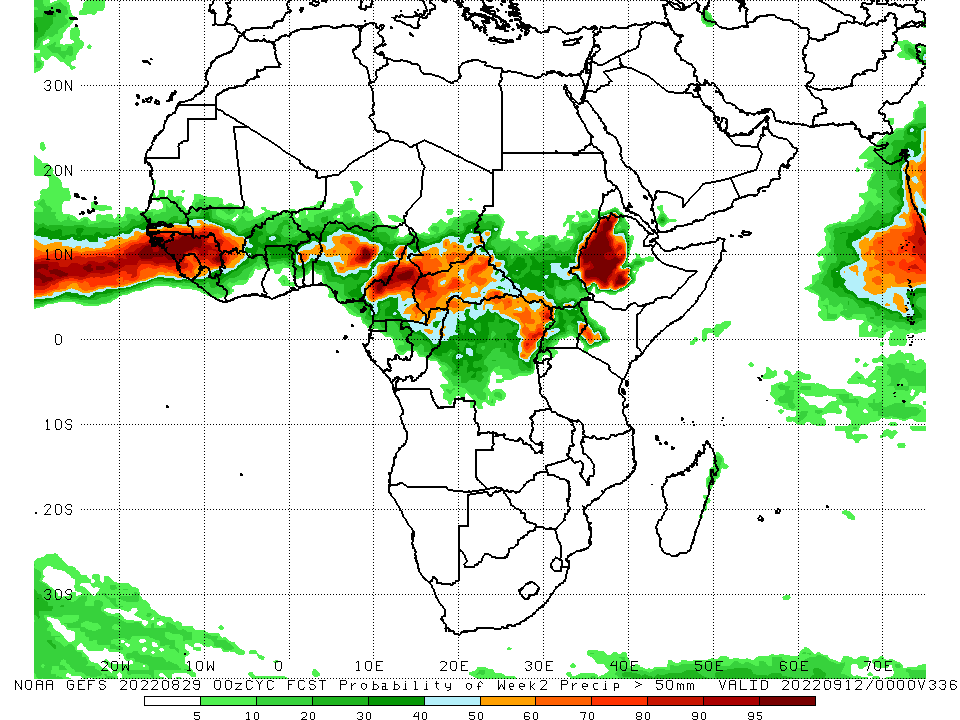 30N
20N
10N
0
10S
20S
30S
20W 10W 0 10E 20E 30E 40E 50E 60E 70E
NOAA GEFS 20220829 00zCYC FCST Probability of Week2 Precip > 50mm VALID 20220912/0000V336
5 10 20 30 40 50 60 70 80 90 95